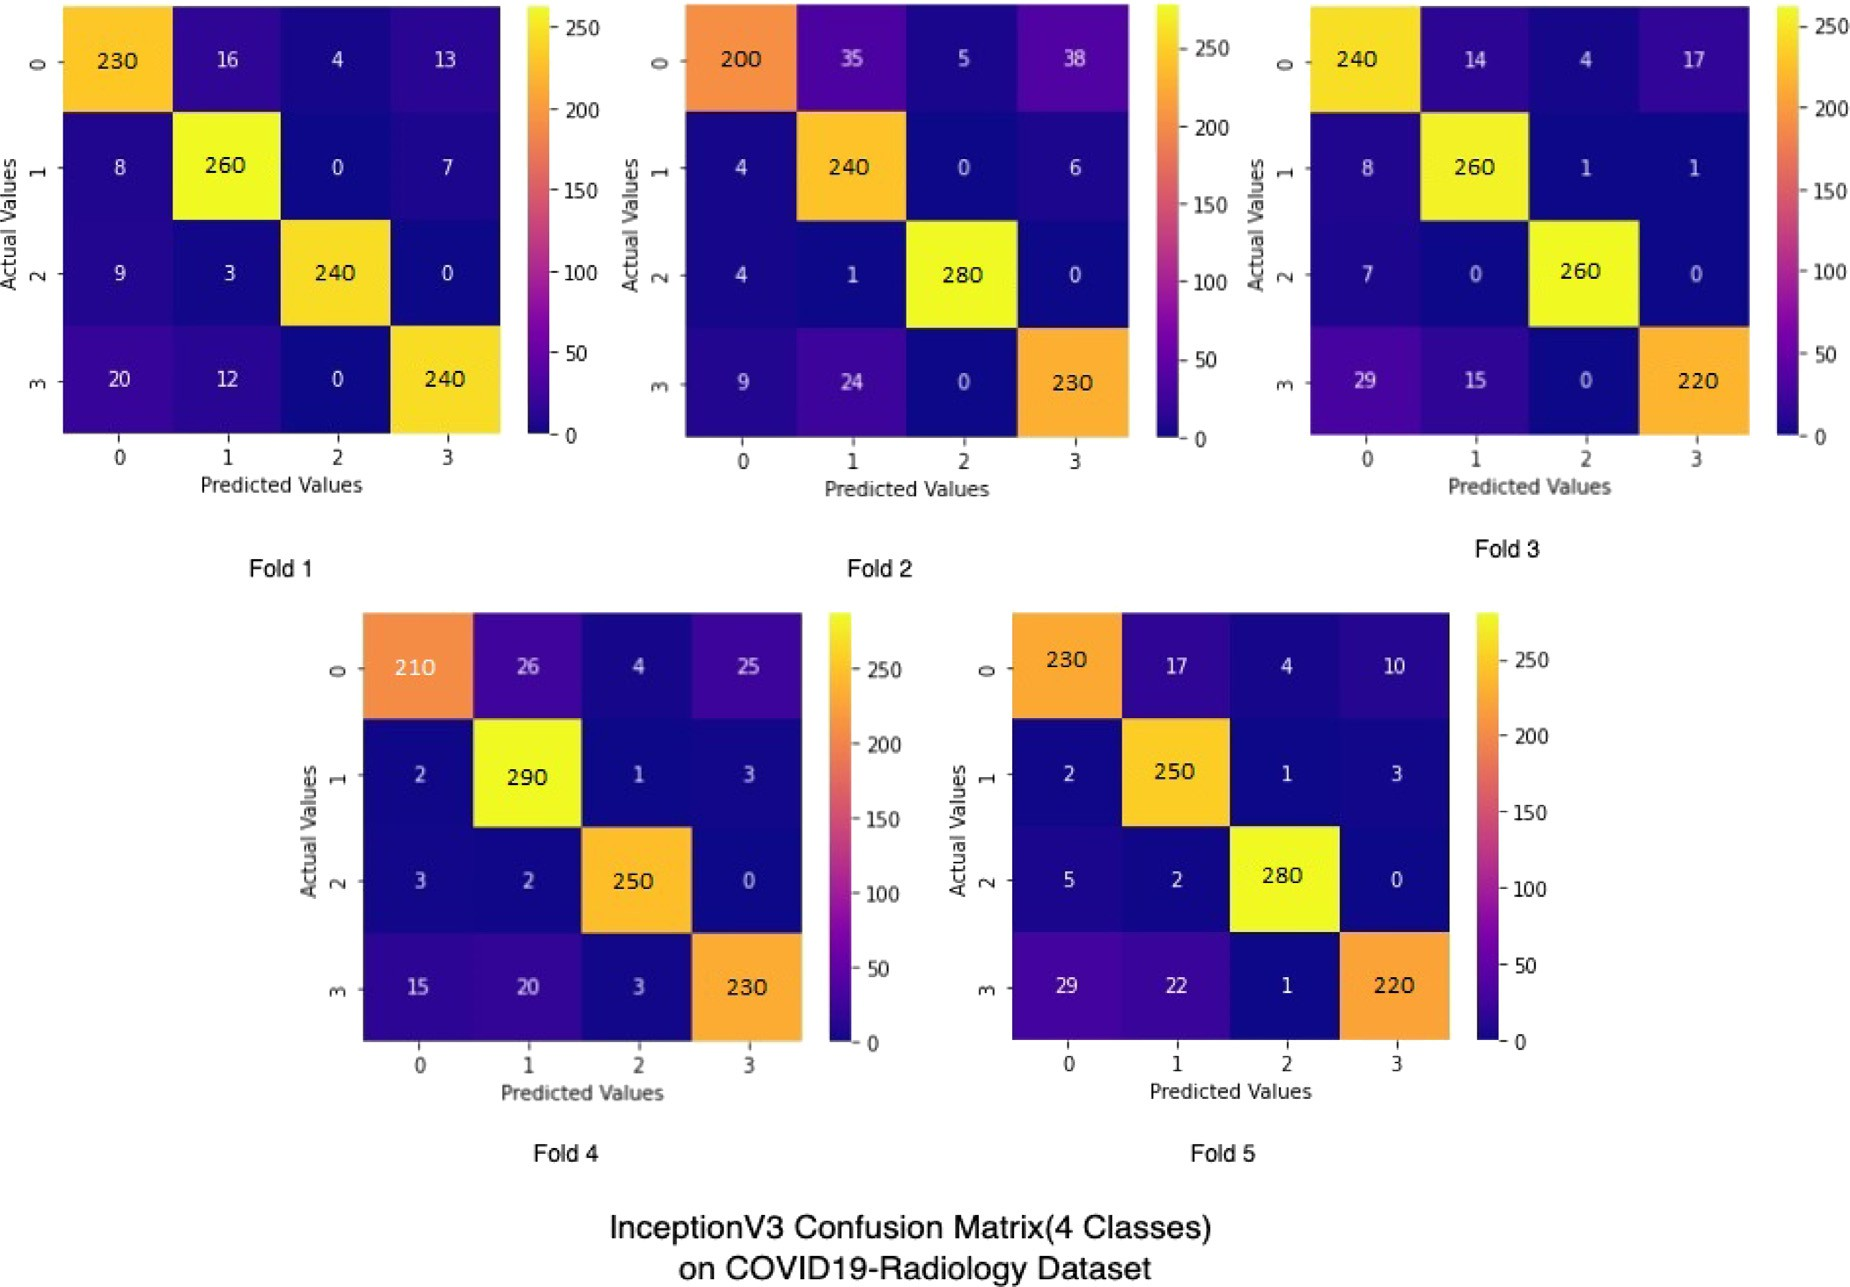 0 230 16 4 13
1 8 260 0 7
2 9 3 240 0
3 20 12 0 240
0 1 2 3
Predicted Values
Actual Values
250
200
150
100
50
0
Fold 1
0 200 35 5 38
1 4 240 0 6
2 4 1 280 0
3 9 24 0 230
0 1 2 3
Predicted Values
Actual Values
250
200
150
100
50
0
Fold 2
0 240 14 4 17
1 8 260 1 1
2 7 0 260 0
3 29 15 0 220
0 1 2 3
Predicted Values
Actual Values
250
200
150
100
50
0
Fold 3
0 210 26 4 25
1 2 290 1 3
2 3 2 250 0
3 15 20 3 230
0 1 2 3
Predicted Values
Actual Values
250
200
150
100
50
0
Fold 4
0 230 17 4 10
1 2 250 1 3
2 5 2 280 0
3 29 22 1 220
0 1 2 3
Predicted Values
Actual Values
250
200
150
100
50
0
Fold 5
InceptionV3 Confusion Matrix(4 Classes)
on COVID19-Radiology Dataset